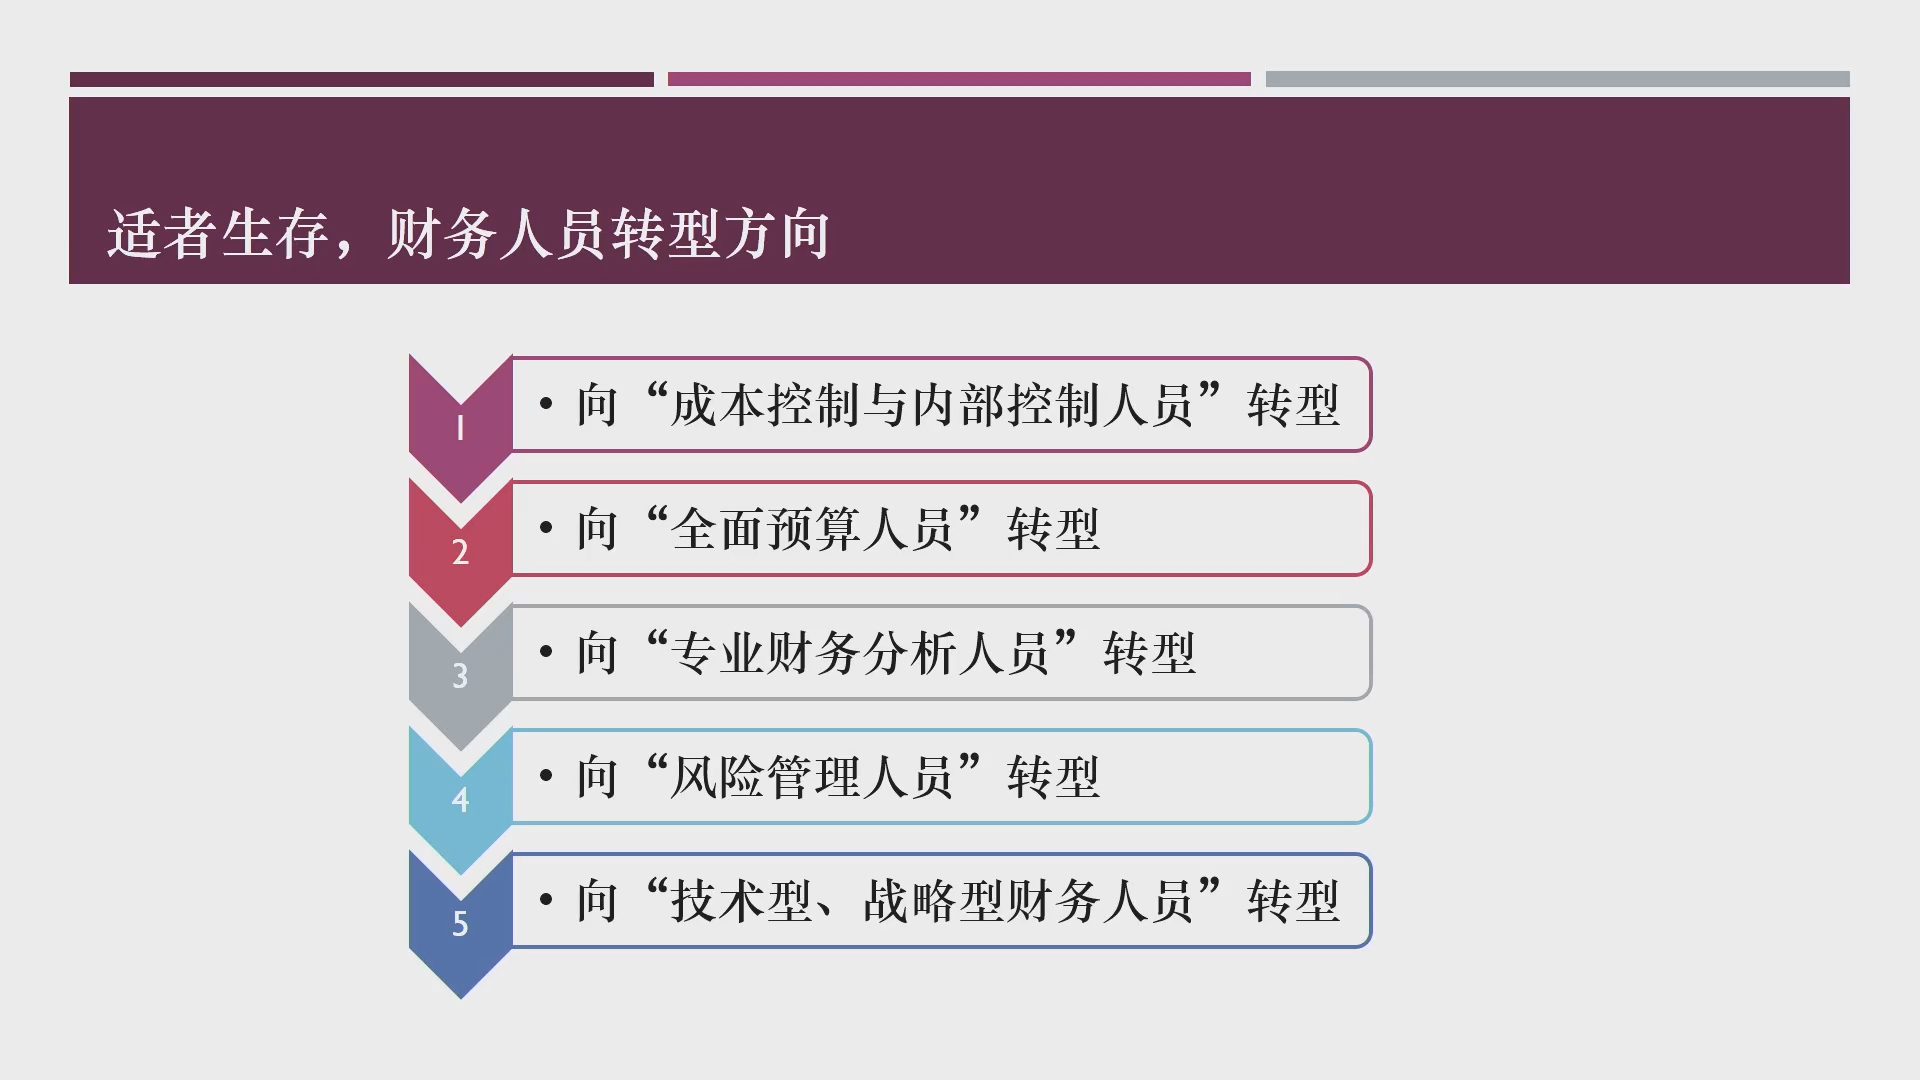 适者生存，财务人员转型方向
1
• 向“成本控制与内部控制人员”转型
2
• 向“全面预算人员”转型
3
• 向“专业财务分析人员”转型
4
• 向“风险管理人员”转型
5
• 向“技术型、战略型财务人员”转型